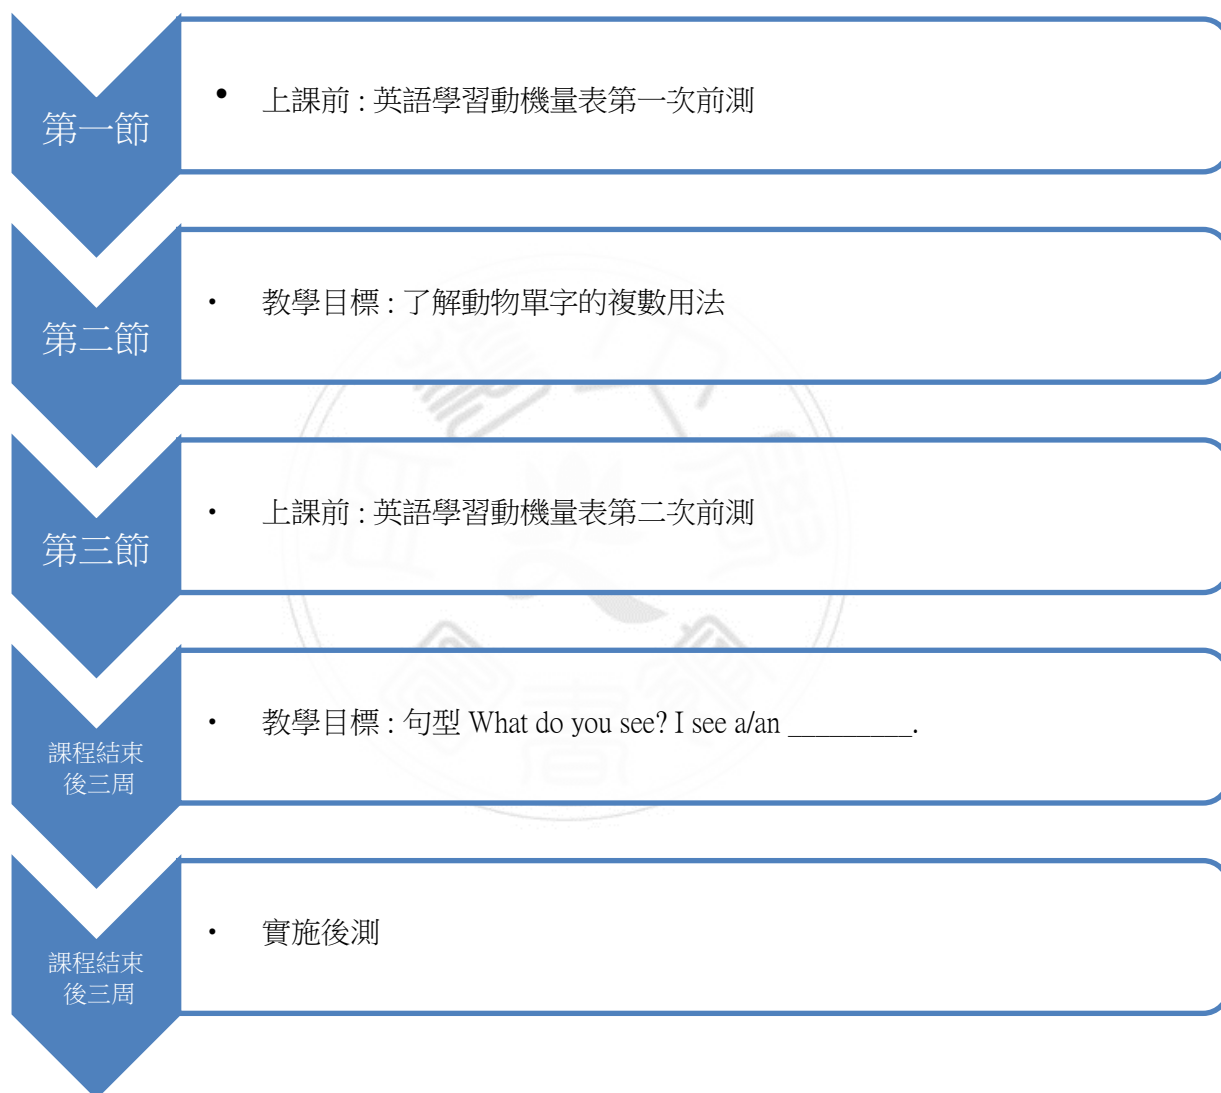 第一節
• 上課前 : 英語學習動機量表第一次前測
第二節
• 教學目標 : 了解動物單字的複數用法
第三節
• 上課前 : 英語學習動機量表第二次前測
課程結束
後三周
• 教學目標 : 句型 What do you see? I see a/an _________.
課程結束
後三周
• 實施後測